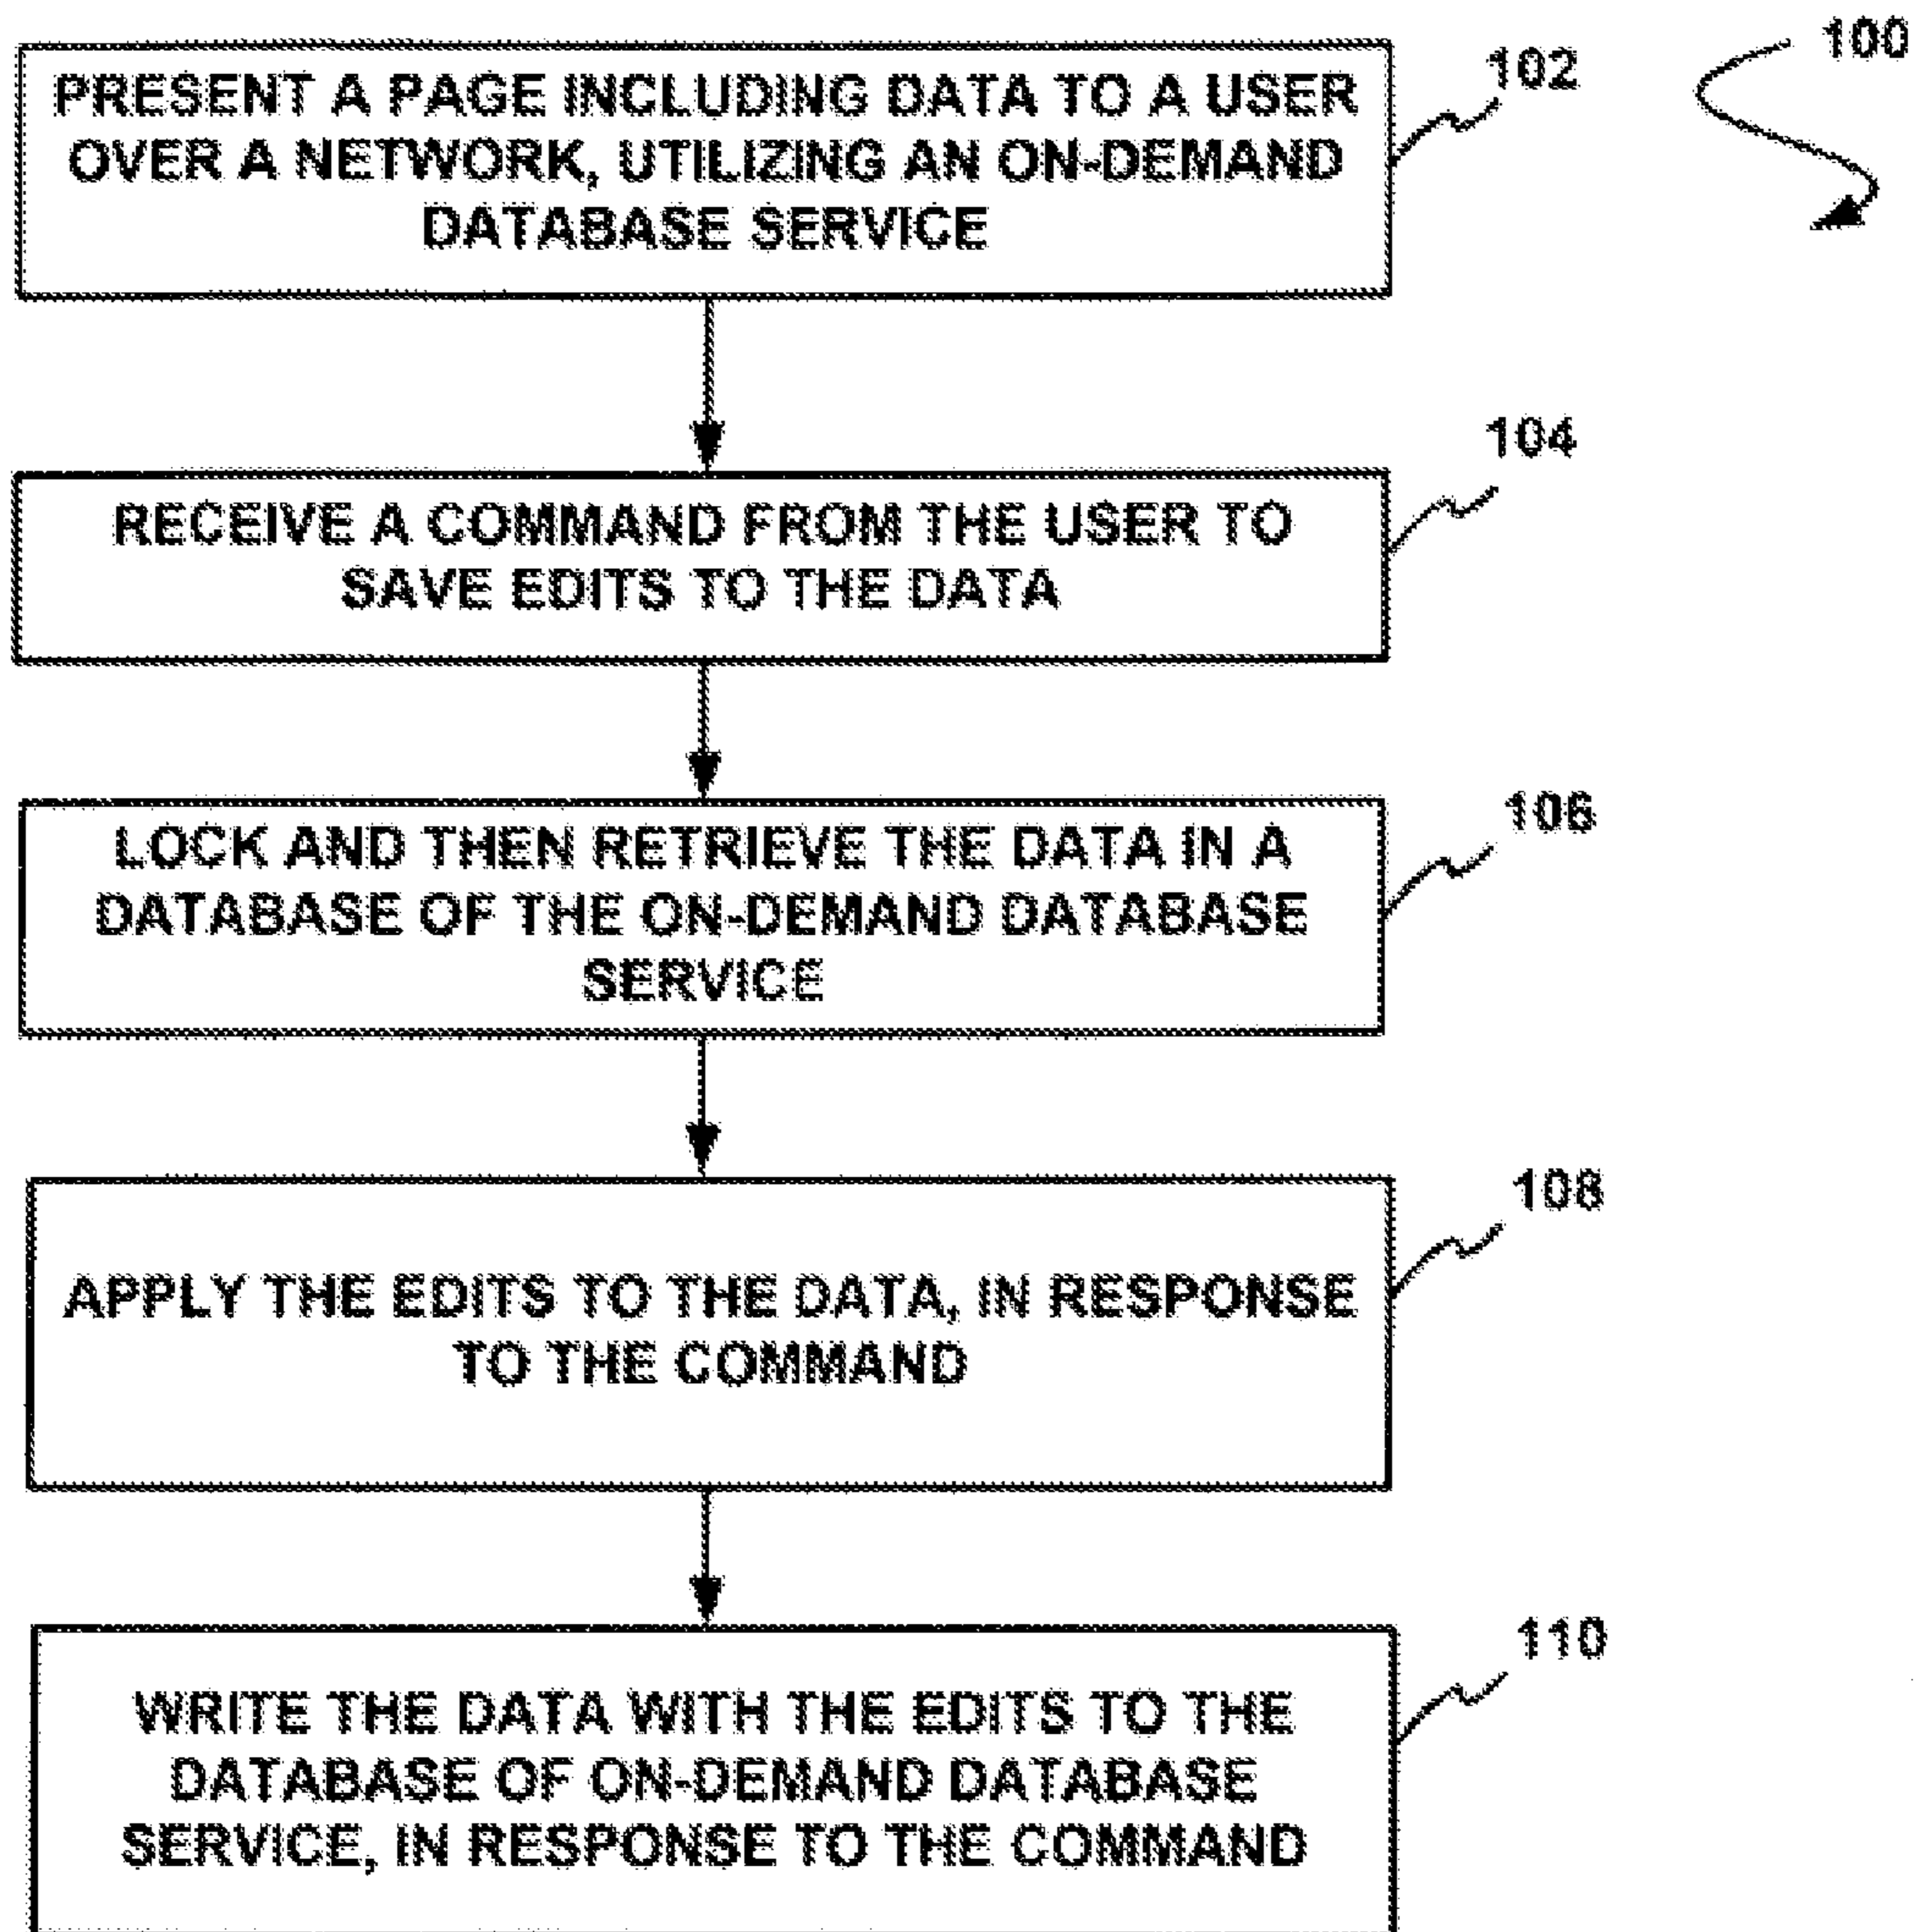 100
102
PRESENT A PAGE INCLUDING DATA TO A USER
OVER A NETWORK, UTILIZING AN ON-DEMAND
DATABASE SERVICE
104
RECEIVE A COMMAND FROM THE USER TO
SAVE EDITS TO THE DATA
106
LOCK AND THEN RETRIEVE THE DATA IN A
DATABASE OF THE ON-DEMAND DATABASE
SERVICE
108
APPLY THE EDITS TO THE DATA, IN RESPONSE
TO THE COMMAND
110
WRITE THE DATA WITH THE EDITS TO THE
DATABASE OF ON-DEMAND DATABASE
SERVICE, IN RESPONSE TO THE COMMAND